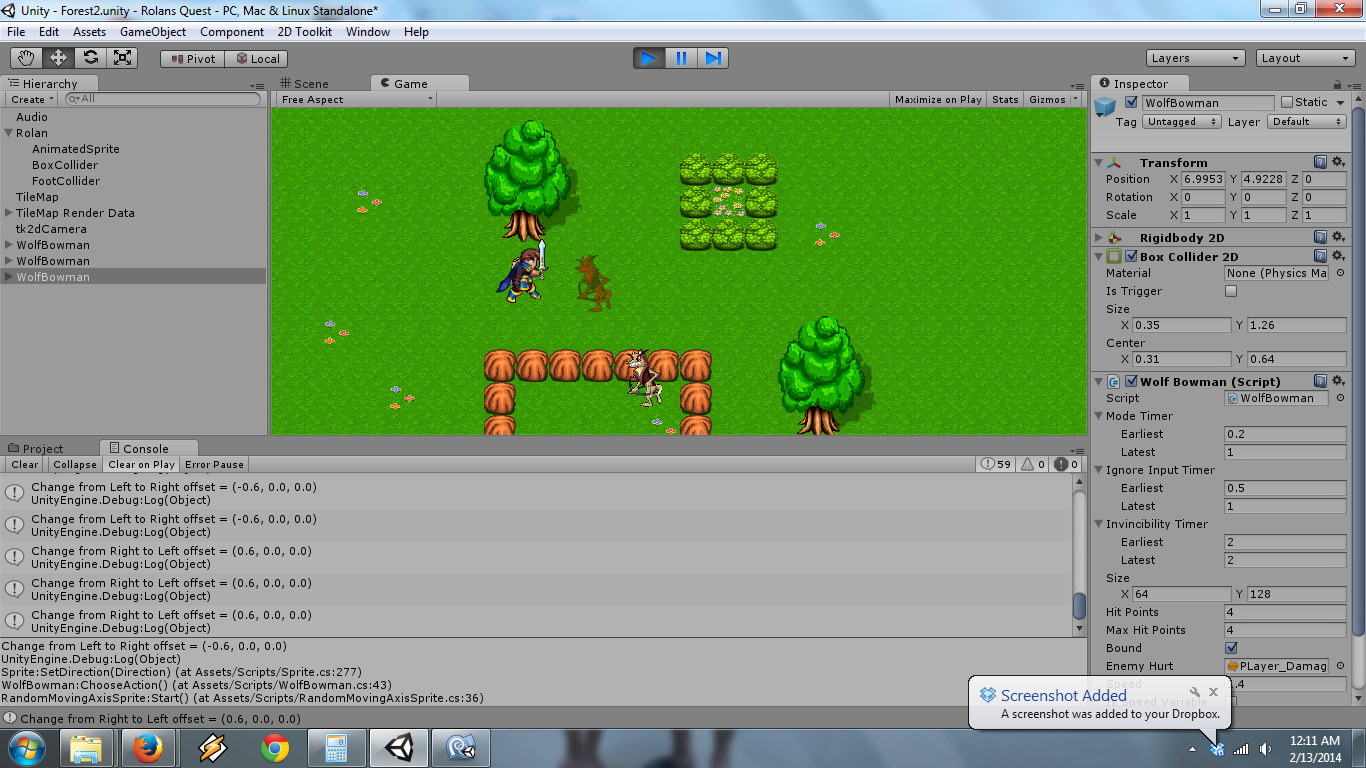 Unity - Forest2.unity - Rolans Quest - PC, Mac & Linux Standalone*
File Edit Assets GameObject Component 2D Toolkit Window Help
Pivot Local Layers Layout
Hierarchy
Create All
Audio
Rolan
AnimatedSprite
BoxCollider
FootCollider
TileMap
TileMap Render Data
tk2dCamera
WolfBowman
WolfBowman
WolfBowman
Scene Game
Free Aspect Maximize on Play Stats Gizmos
Project Console
Clear Collapse Clear on Play Error Pause 59 0 0
Change from Left to Right offset = (-0.6, 0.0, 0.0)
UnityEngine.Debug:Log(Object)
Change from Left to Right offset = (-0.6, 0.0, 0.0)
UnityEngine.Debug:Log(Object)
Change from Right to Left offset = (0.6, 0.0, 0.0)
UnityEngine.Debug:Log(Object)
Change from Right to Left offset = (0.6, 0.0, 0.0)
UnityEngine.Debug:Log(Object)
Change from Right to Left offset = (0.6, 0.0, 0.0)
UnityEngine.Debug:Log(Object)
Change from Left to Right offset = (-0.6, 0.0, 0.0)
UnityEngine.Debug:Log(Object)
Sprite:SetDirection(Direction) (at Assets/Scripts/Sprite.cs:277)
WolfBowman:ChooseAction() (at Assets/Scripts/WolfBowman.cs:43)
RandomMovingAxisSprite:Start() (at Assets/Scripts/RandomMovingAxisSprite.cs:36)
Change from Right to Left offset = (0.6, 0.0, 0.0)
Inspector
WolfBowman Static
Tag Untagged Layer Default
Transform
Position X 6.9953 Y 4.9228 Z 0
Rotation X 0 Y 0 Z 0
Scale X 1 Y 1 Z 1
Rigidbody 2D
Box Collider 2D
Material None (Physics Ma
Is Trigger
Size
X 0.35 Y 1.26
Center
X 0.31 Y 0.64
Wolf Bowman (Script)
Script WolfBowman
Mode Timer
Earliest 0.2
Latest 1
Ignore Input Timer
Earliest 0.5
Latest 1
Invincibility Timer
Earliest 2
Latest 2
Size
X 64 Y 128
Hit Points 4
Max Hit Points 4
Bound
Enemy Hurt PLayer_Damag
Screenshot Added
A screenshot was added to your Dropbox.
12:11 AM
2/13/2014